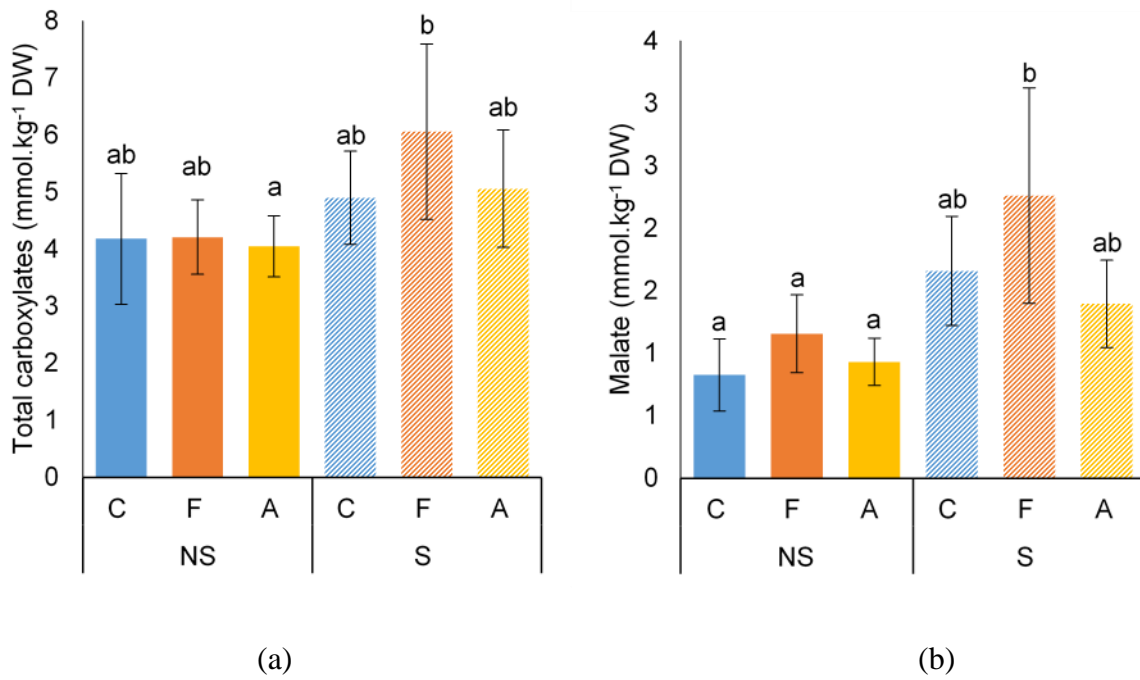 Total carboxylates (mmol.kg⁻¹ DW)
8
7
6
5
4
3
2
1
0
ab
ab
a
ab
b
ab
C F A C F A
NS S
(a)
Malate (mmol.kg⁻¹ DW)
4
3
3
2
2
1
1
0
a
a
a
ab
b
ab
C F A C F A
NS S
(b)